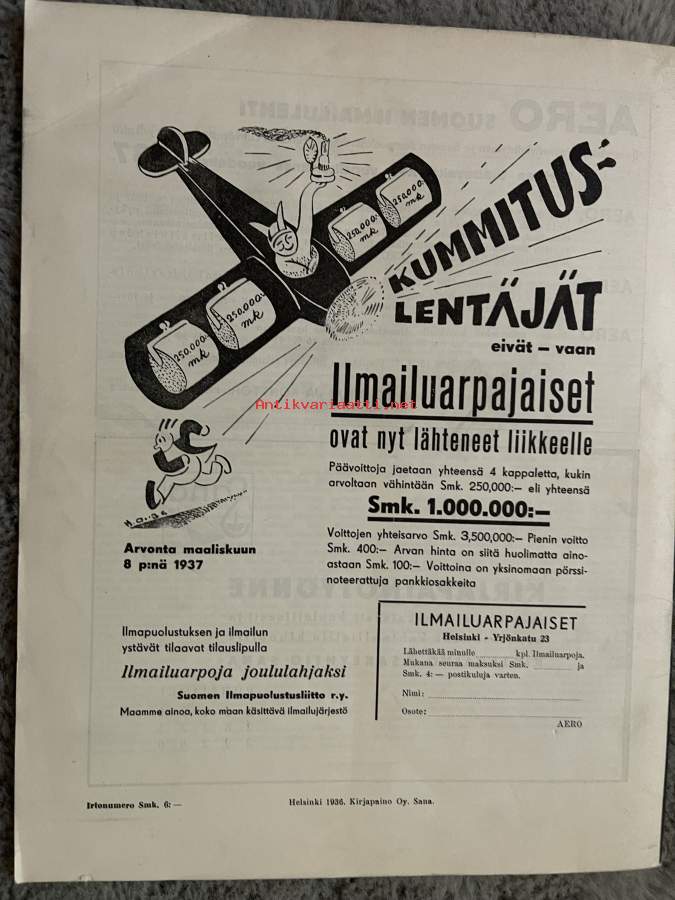 250.000:-
mk
250.000:-
mk
250.000:-
mk
250.000:-
mk
KUMMITUS-
LENTÄJÄT
eivät – vaan
Ilmailuarpajaiset
Antikvariaatti.net
ovat nyt lähteneet liikkeelle
Päävoittoja jaetaan yhteensä 4 kappaletta, kukin
arvoltaan vähintään Smk. 250,000:— eli yhteensä
Smk. 1.000.000:—
Voittojen yhteisarvo Smk. 3,500,000:— Pienin voitto
Smk. 400:— Arvan hinta on siitä huolimatta aino-
astaan Smk. 100:— Voittoina on yksinomaan pörssi-
noteerattuja pankkiosakkeita
H.O.-36
Arvonta maaliskuun
8 p:nä 1937
Ilmapuolustuksen ja ilmailun
ystävät tilaavat tilauslipulla
Ilmailuarpoja joululahjaksi
Suomen Ilmapuolustusliitto r.y.
Maamme ainoa, koko maan käsittävä ilmailujärjestö
ILMAILUARPAJAISET
Helsinki - Yrjönkatu 23
Lähettäkää minulle kpl. Ilmailuarpoja.
Mukana seuraa maksuksi Smk. ja
Smk. 4: — postikuluja varten.
Nimi:
Osote:
AERO
Irtonumero Smk. 6: —
Helsinki 1936. Kirjapaino Oy. Sana.